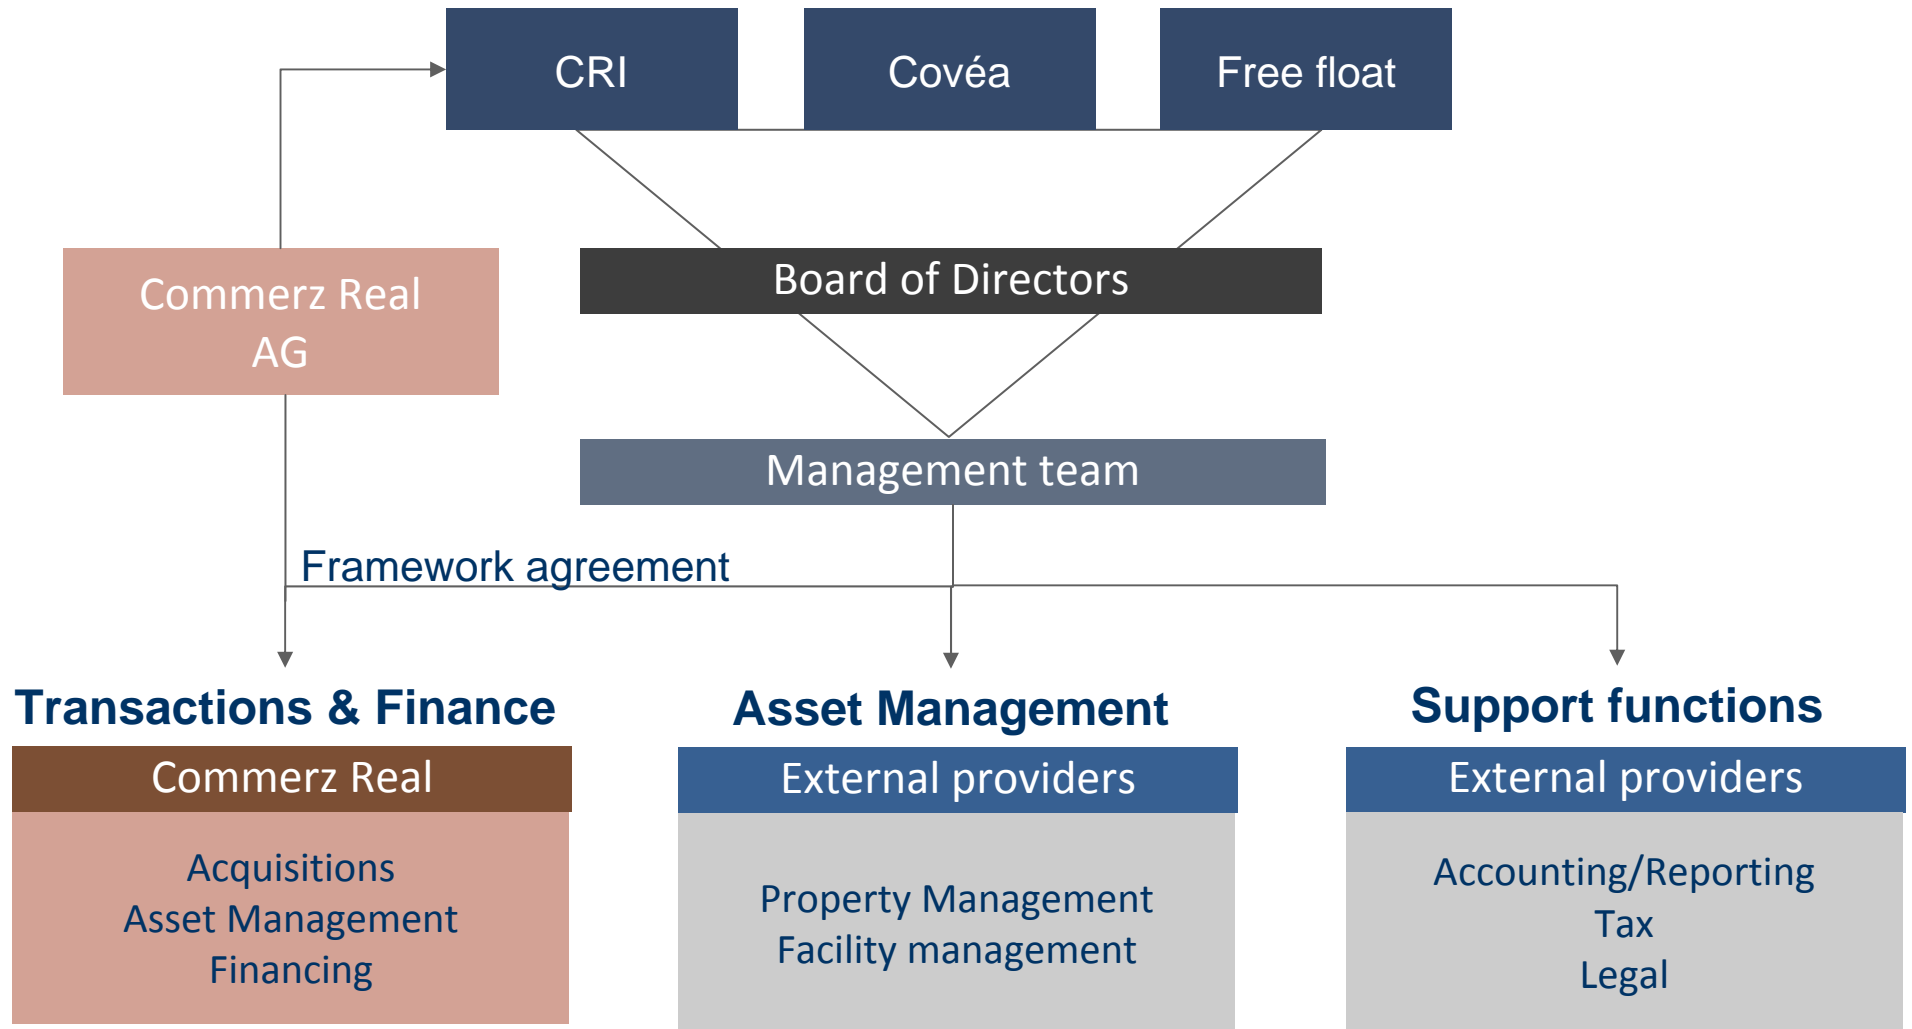 CRI
Covéa
Free float
Commerz Real
AG
Board of Directors
Management team
Framework agreement
Transactions & Finance
Commerz Real
Acquisitions
Asset Management
Financing
Asset Management
External providers
Property Management
Facility management
Support functions
External providers
Accounting/Reporting
Tax
Legal